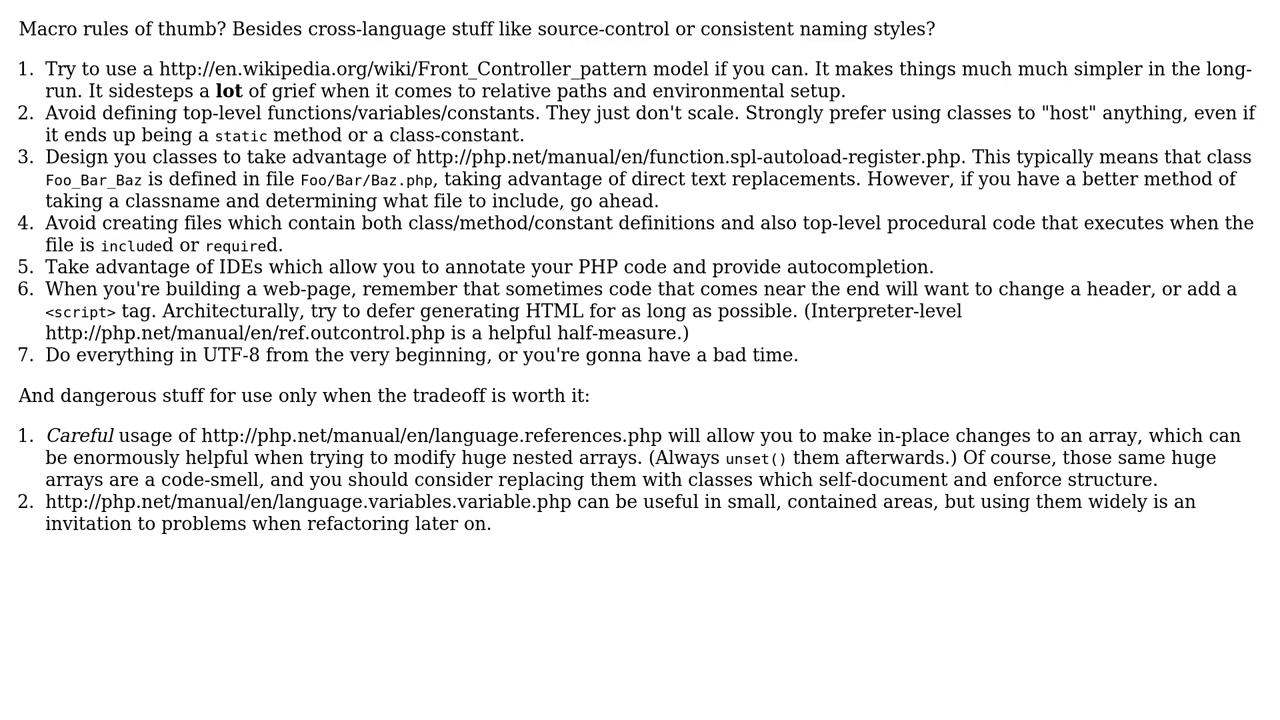 Macro rules of thumb? Besides cross-language stuff like source-control or consistent naming styles?
1. Try to use a http://en.wikipedia.org/wiki/Front_Controller_pattern model if you can. It makes things much much simpler in the long-
run. It sidesteps a lot of grief when it comes to relative paths and environmental setup.
2. Avoid defining top-level functions/variables/constants. They just don't scale. Strongly prefer using classes to "host" anything, even if
it ends up being a static method or a class-constant.
3. Design you classes to take advantage of http://php.net/manual/en/function.spl-autoload-register.php. This typically means that class
Foo_Bar_Baz is defined in file Foo/Bar/Baz.php, taking advantage of direct text replacements. However, if you have a better method of
taking a classname and determining what file to include, go ahead.
4. Avoid creating files which contain both class/method/constant definitions and also top-level procedural code that executes when the
file is included or required.
5. Take advantage of IDEs which allow you to annotate your PHP code and provide autocompletion.
6. When you're building a web-page, remember that sometimes code that comes near the end will want to change a header, or add a
<script> tag. Architecturally, try to defer generating HTML for as long as possible. (Interpreter-level
http://php.net/manual/en/ref.outcontrol.php is a helpful half-measure.)
7. Do everything in UTF-8 from the very beginning, or you're gonna have a bad time.
And dangerous stuff for use only when the tradeoff is worth it:
1. Careful usage of http://php.net/manual/en/language.references.php will allow you to make in-place changes to an array, which can
be enormously helpful when trying to modify huge nested arrays. (Always unset() them afterwards.) Of course, those same huge
arrays are a code-smell, and you should consider replacing them with classes which self-document and enforce structure.
2. http://php.net/manual/en/language.variables.variable.php can be useful in small, contained areas, but using them widely is an
invitation to problems when refactoring later on.